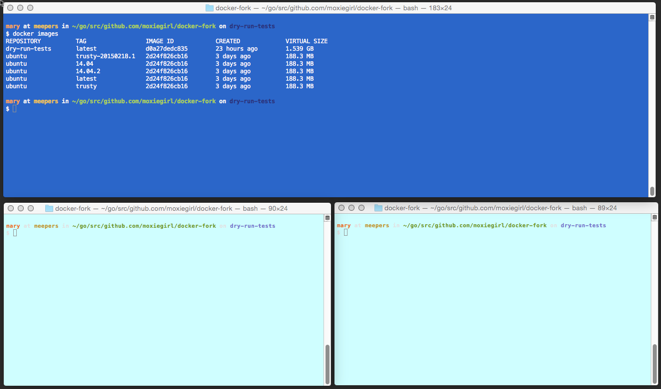 docker-fork — ~/go/src/github.com/moxiegirl/docker-fork — bash — 183×24
mary at meepers in ~/go/src/github.com/moxiegirl/docker-fork on dry-run-tests
$ docker images
REPOSITORY TAG IMAGE ID CREATED VIRTUAL SIZE
dry-run-tests latest d0a27dedc835 23 hours ago 1.539 GB
ubuntu trusty-20150218.1 2d24f826cb16 3 days ago 188.3 MB
ubuntu 14.04 2d24f826cb16 3 days ago 188.3 MB
ubuntu 14.04.2 2d24f826cb16 3 days ago 188.3 MB
ubuntu latest 2d24f826cb16 3 days ago 188.3 MB
ubuntu trusty 2d24f826cb16 3 days ago 188.3 MB
mary at meepers in ~/go/src/github.com/moxiegirl/docker-fork on dry-run-tests
$
docker-fork — ~/go/src/github.com/moxiegirl/docker-fork — bash — 90×24
mary at meepers in ~/go/src/github.com/moxiegirl/docker-fork on dry-run-tests
$
docker-fork — ~/go/src/github.com/moxiegirl/docker-fork — bash — 89×24
mary at meepers in ~/go/src/github.com/moxiegirl/docker-fork on dry-run-tests
$